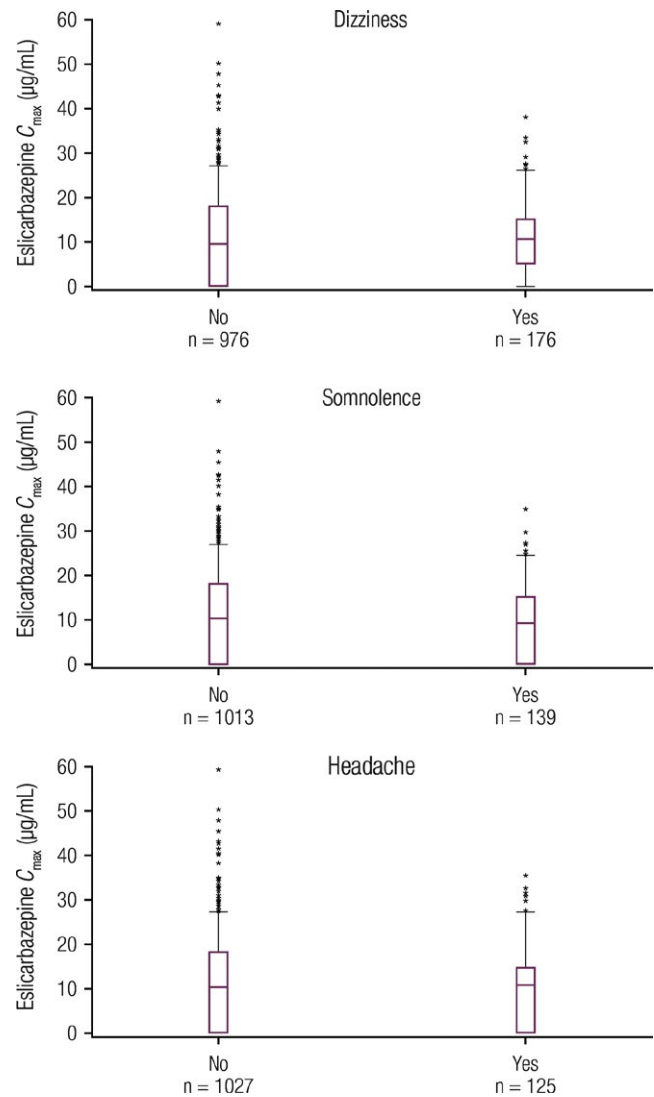 Dizziness
Eslicarbazepine Cmax (µg/mL)
60
50
40
30
20
10
0
No
n = 976
Yes
n = 176
Somnolence
Eslicarbazepine Cmax (µg/mL)
60
50
40
30
20
10
0
No
n = 1013
Yes
n = 139
Headache
Eslicarbazepine Cmax (µg/mL)
60
50
40
30
20
10
0
No
n = 1027
Yes
n = 125